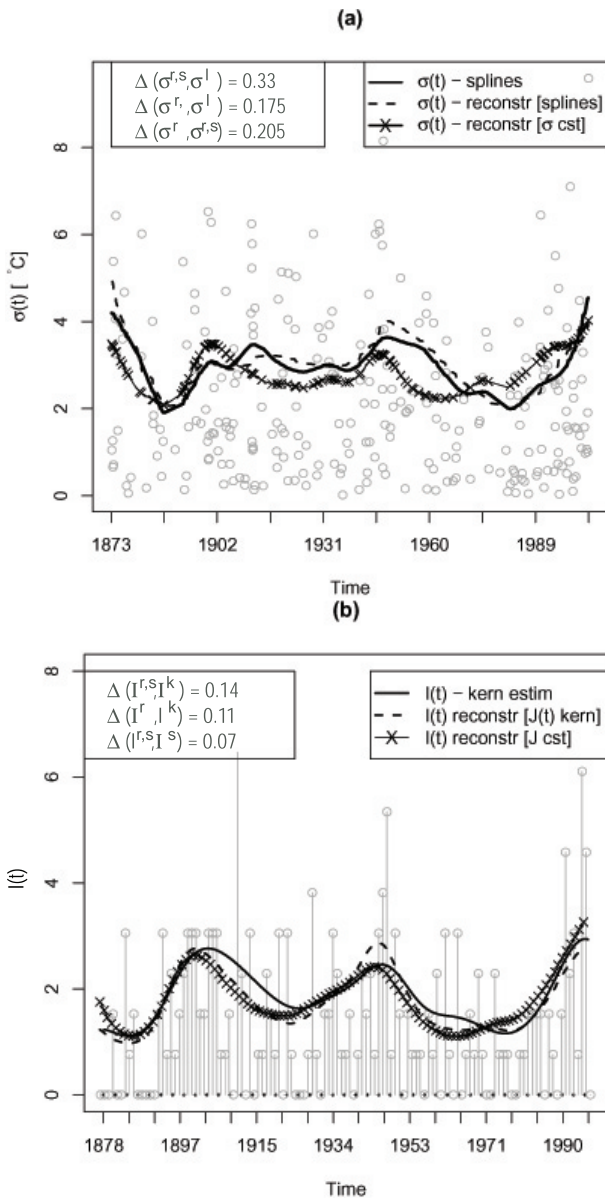 (a)
Δ (σ^r,s,σ^l) = 0.33
Δ (σ^r, ,σ^l) = 0.175
Δ (σ^r ,σ^r,s) = 0.205
σ(t) – splines
σ(t) – reconstr [splines]
σ(t) – reconstr [σ cst]
σ(t) [ °C]
8
6
4
2
0
1873 1902 1931 1960 1989
Time
(b)
Δ (I^r,s,I^k) = 0.14
Δ (I^r ,I^k) = 0.11
Δ (I^r,s,I^s) = 0.07
I(t) – kern estim
I(t) reconstr [J(t) kern]
I(t) reconstr [J cst]
I(t)
8
6
4
2
0
1878 1897 1915 1934 1953 1971 1990
Time